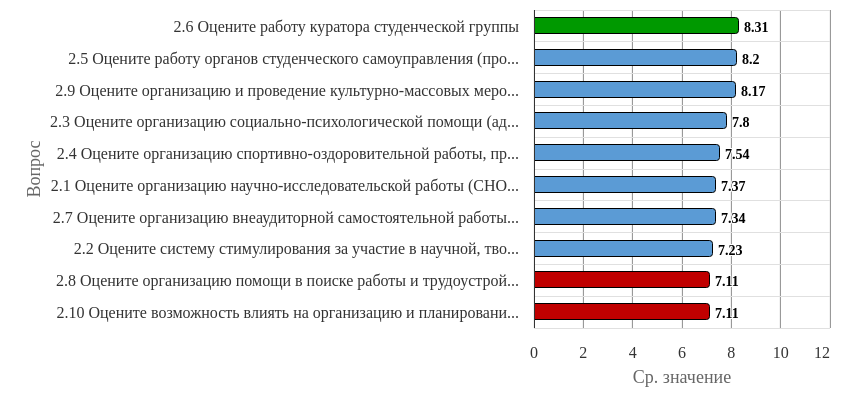 2.6 Оцените работу куратора студенческой группы 8.31
2.5 Оцените работу органов студенческого самоуправления (про... 8.2
2.9 Оцените организацию и проведение культурно-массовых меро... 8.17
2.3 Оцените организацию социально-психологической помощи (ад... 7.8
2.4 Оцените организацию спортивно-оздоровительной работы, пр... 7.54
2.1 Оцените организацию научно-исследовательской работы (СНО... 7.37
2.7 Оцените организацию внеаудиторной самостоятельной работы... 7.34
2.2 Оцените систему стимулирования за участие в научной, тво... 7.23
2.8 Оцените организацию помощи в поиске работы и трудоустрой... 7.11
2.10 Оцените возможность влиять на организацию и планировани... 7.11
Вопрос
0 2 4 6 8 10 12
Ср. значение